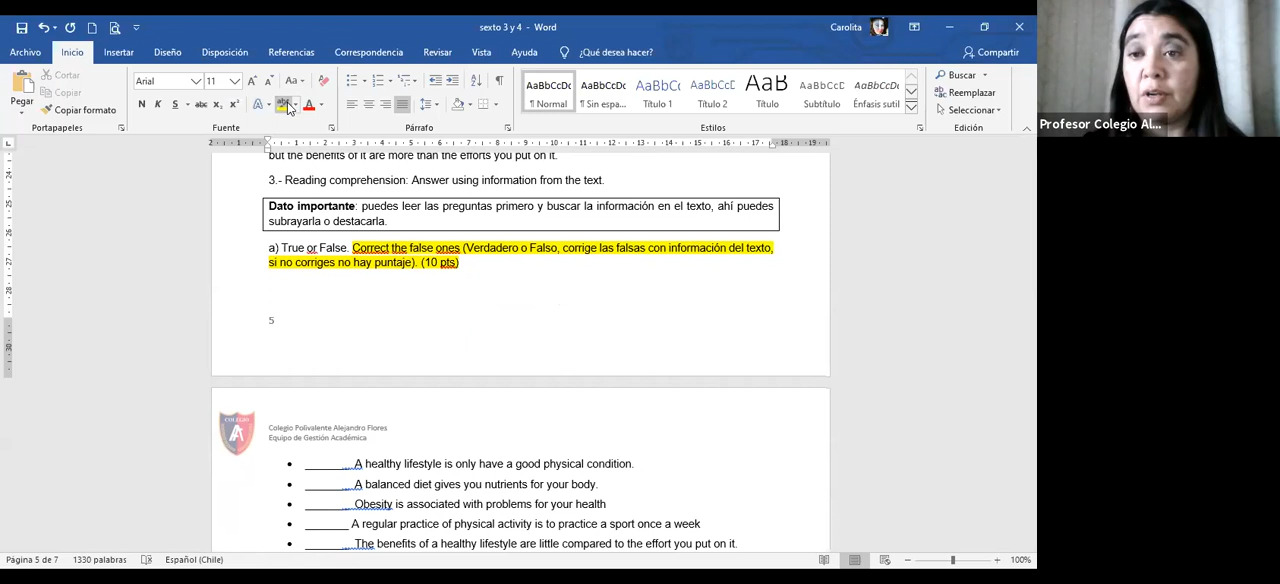 sexto 3 y 4 - Word
Carolita
Archivo Inicio Insertar Diseño Disposición Referencias Correspondencia Revisar Vista Ayuda ¿Qué desea hacer? Compartir
Pegar
Cortar
Copiar
Copiar formato
Portapapeles
Arial 11
Fuente
Párrafo
AaBbCcDc AaBbCcDc AaBbCc AaBbCcD AaB AaBbCcD AaBbCcDc
¶ Normal ¶ Sin espa... Título 1 Título 2 Título Subtítulo Énfasis sutil
Estilos
Buscar
Reemplazar
Seleccionar
Edición
Profesor Colegio Al...
but the benefits of it are more than the efforts you put on it.
3.- Reading comprehension: Answer using information from the text.
Dato importante: puedes leer las preguntas primero y buscar la información en el texto, ahí puedes
subrayarla o destacarla.
a) True or False. Correct the false ones (Verdadero o Falso, corrige las falsas con información del texto,
si no corriges no hay puntaje). (10 pts)
5
COLEGIO
Colegio Polivalente Alejandro Flores
Equipo de Gestión Académica
• _______ A healthy lifestyle is only have a good physical condition.
• _______ A balanced diet gives you nutrients for your body.
• _______ Obesity is associated with problems for your health
• _______ A regular practice of physical activity is to practice a sport once a week
• _______ The benefits of a healthy lifestyle are little compared to the effort you put on it.
Página 5 de 7 1330 palabras Español (Chile) 100%